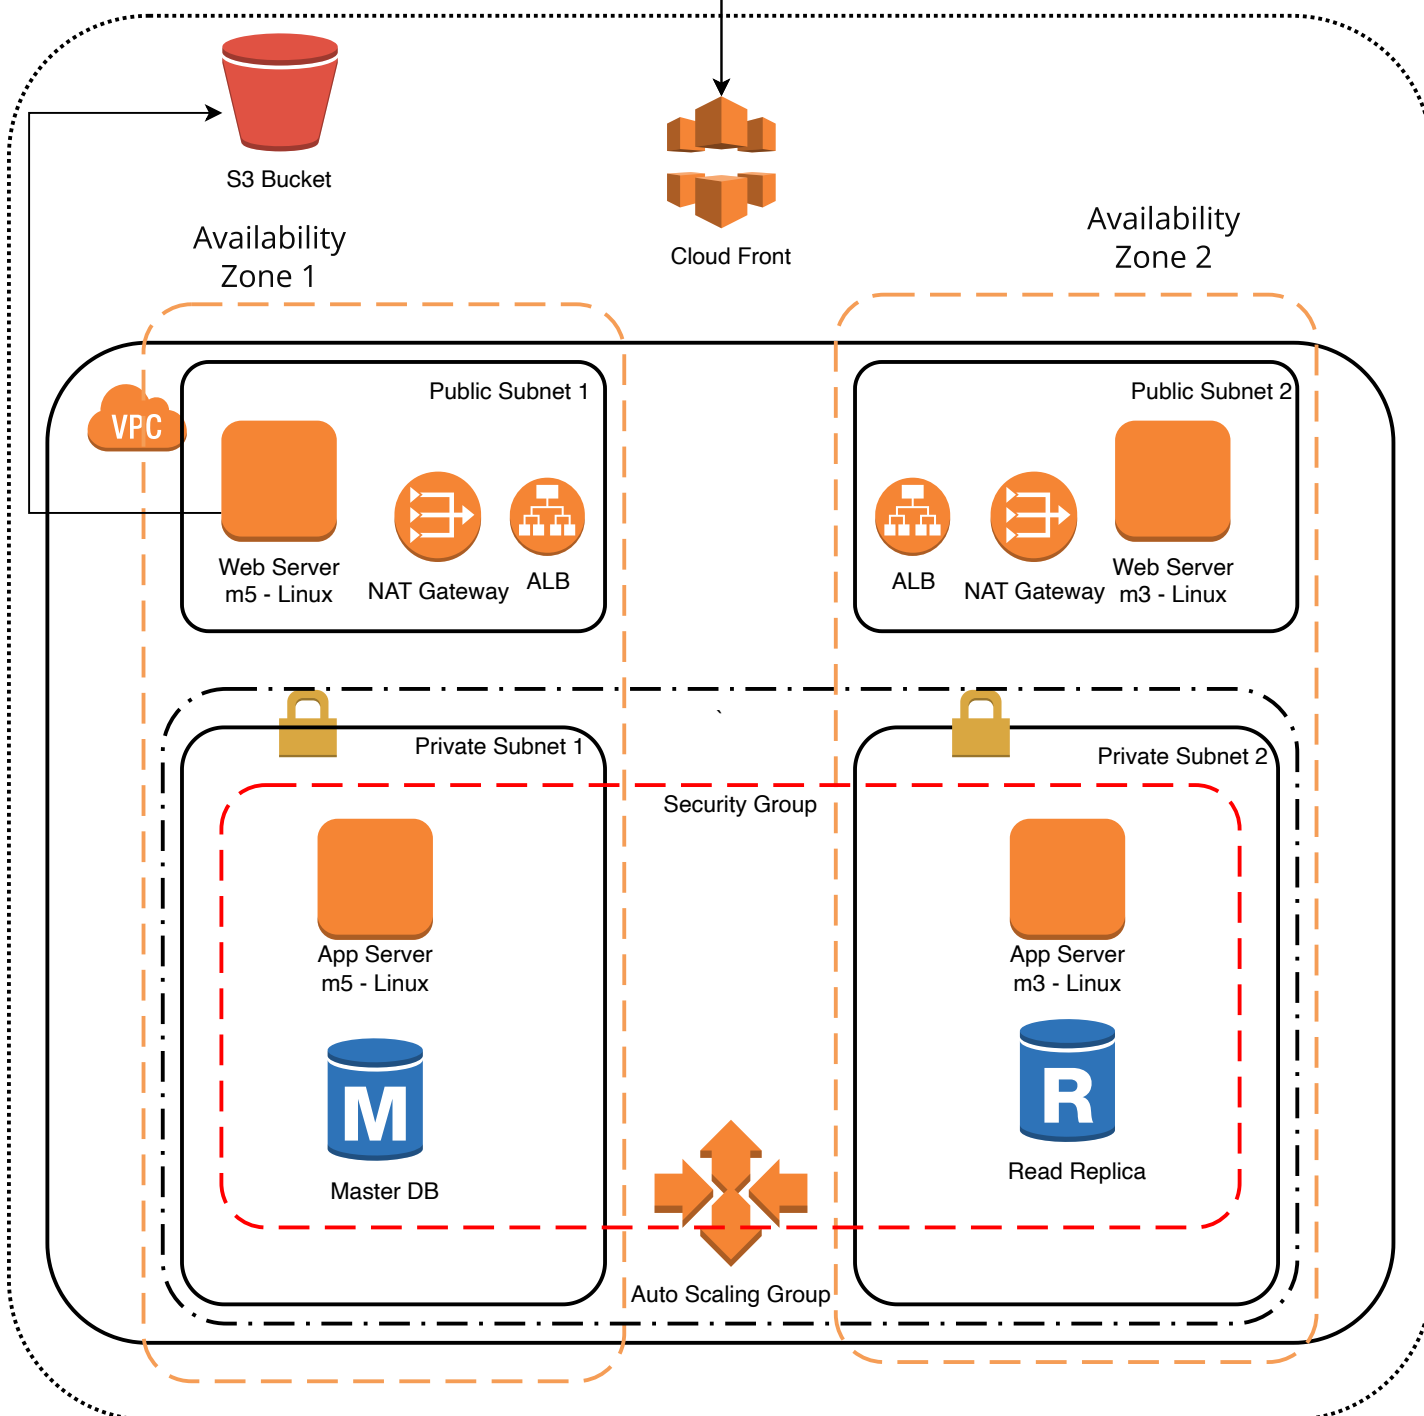 S3 Bucket
Cloud Front
Availability
Zone 1
Availability
Zone 2
VPC
Public Subnet 1
Web Server
m5 - Linux
NAT Gateway
ALB
Public Subnet 2
ALB
NAT Gateway
Web Server
m3 - Linux
`
Private Subnet 1
Private Subnet 2
Security Group
App Server
m5 - Linux
App Server
m3 - Linux
M
Master DB
R
Read Replica
Auto Scaling Group